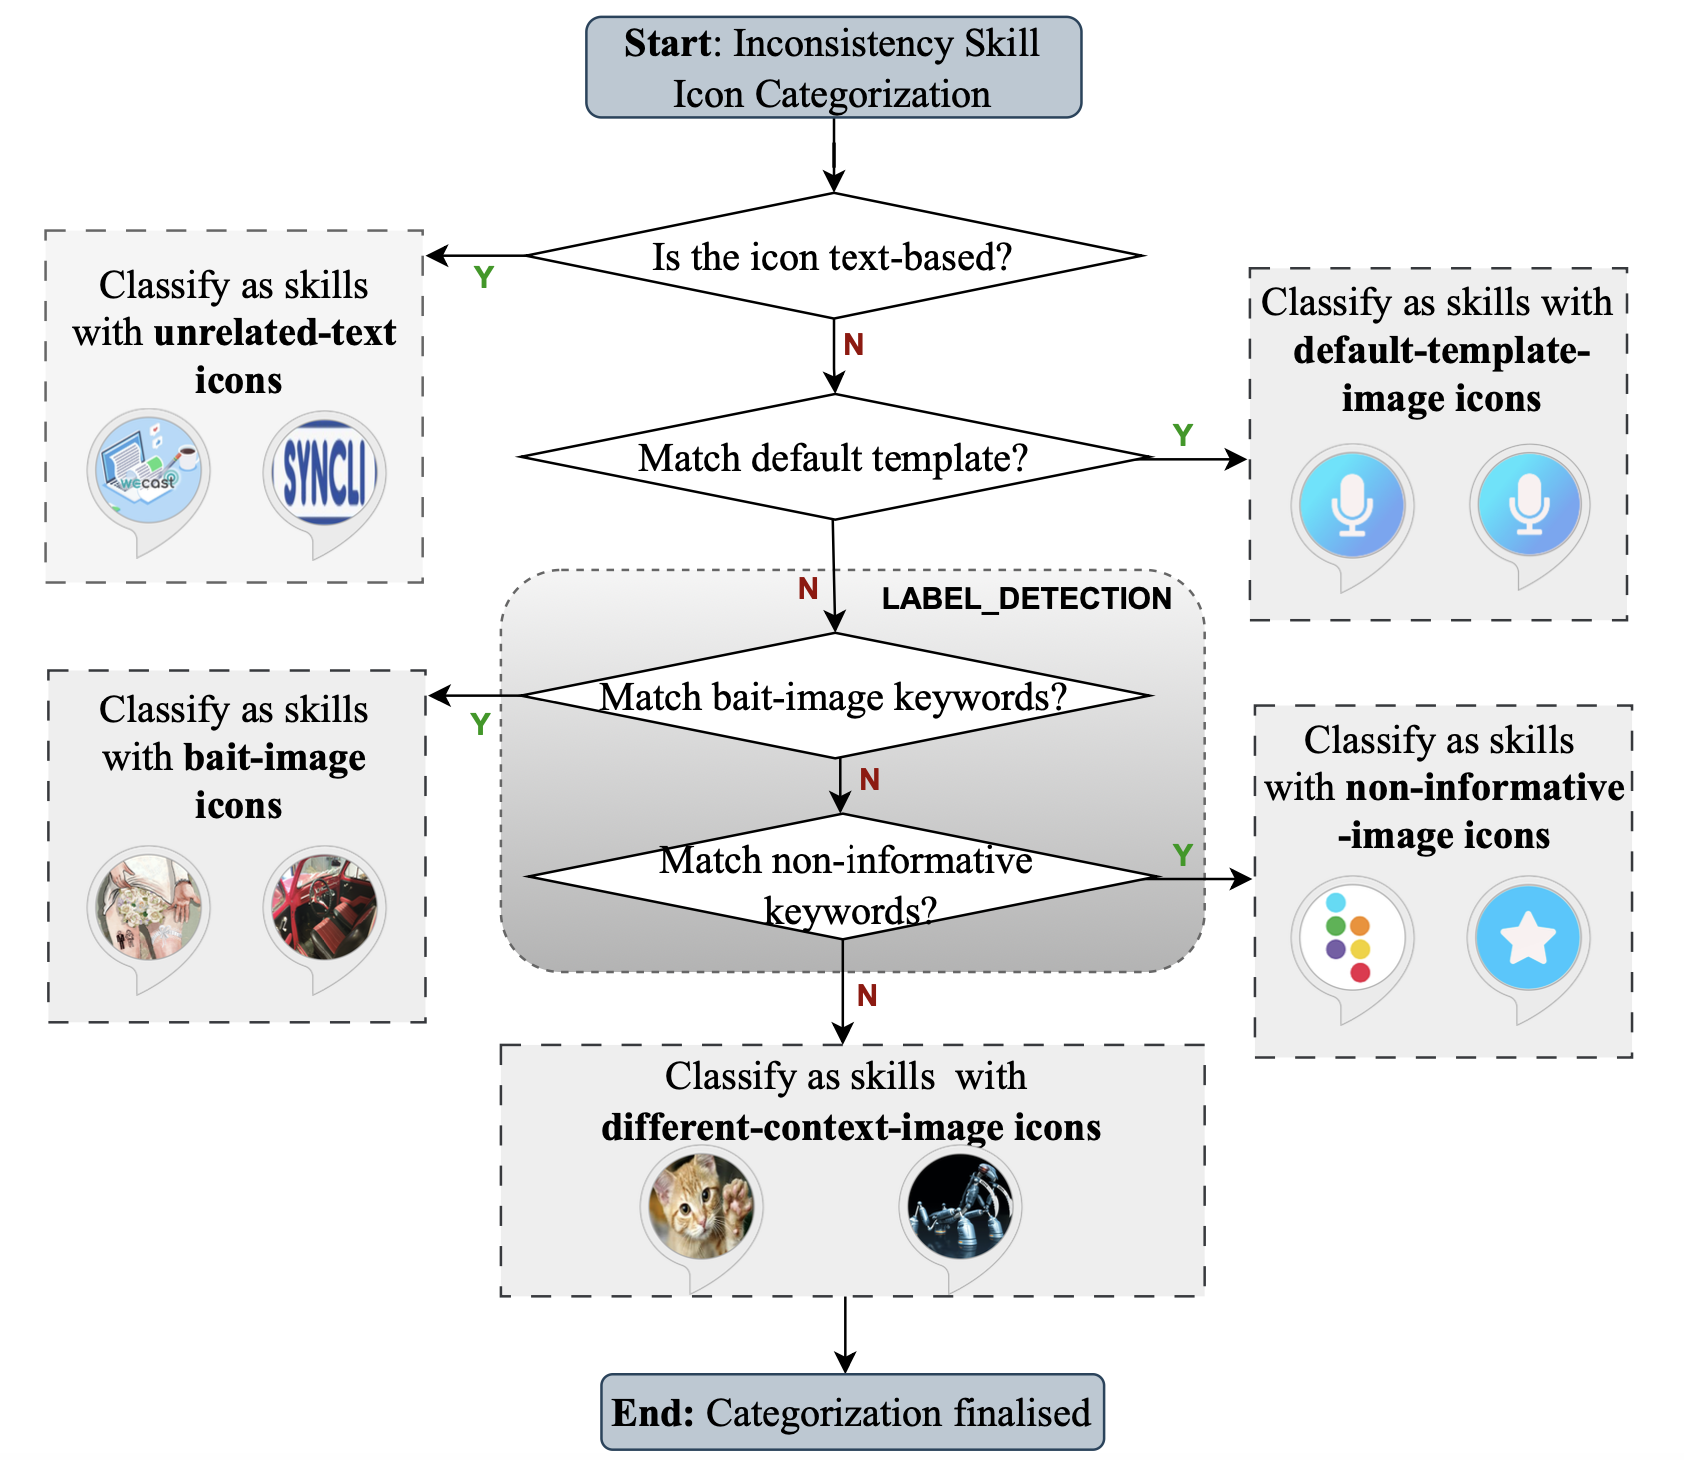 Start: Inconsistency Skill
Icon Categorization
Is the icon text-based?
Y
N
Classify as skills
with unrelated-text
icons
wecast
SYNCLI
Match default template?
Y
N
Classify as skills with
default-template-
image icons
LABEL_DETECTION
Match bait-image keywords?
Y
N
Classify as skills
with bait-image
icons
Match non-informative
keywords?
Y
N
Classify as skills
with non-informative
-image icons
Classify as skills  with
different-context-image icons
End: Categorization finalised